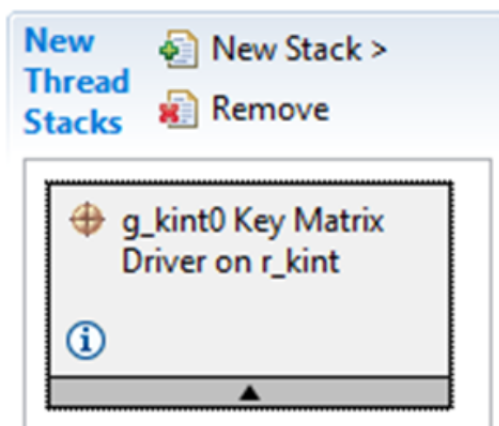 New
Thread
Stacks
New Stack >
Remove
g_kint0 Key Matrix
Driver on r_kint